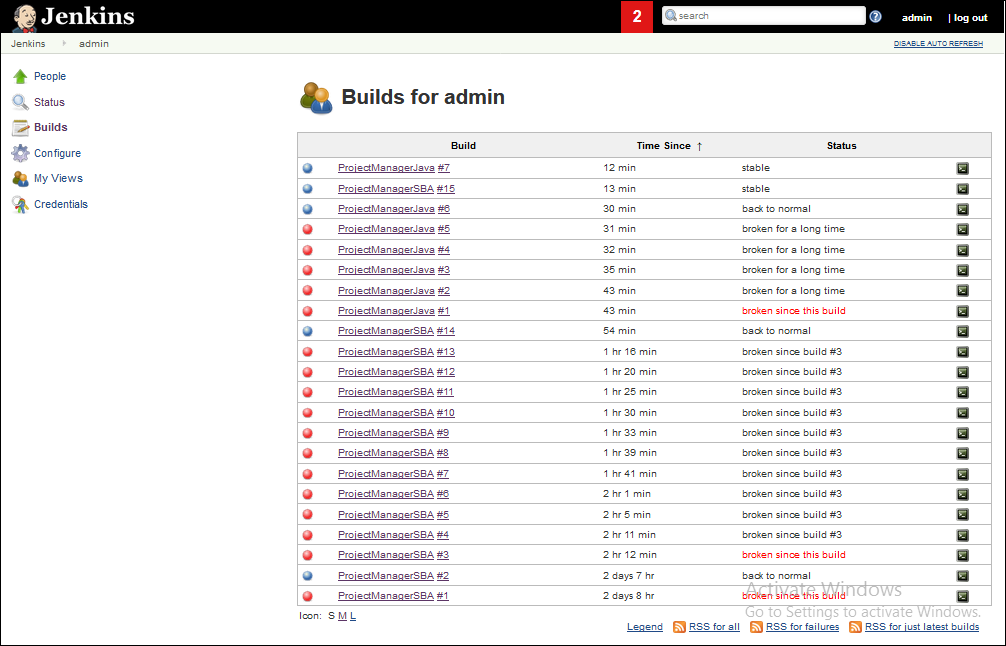 Jenkins 2 search ? admin | log out
Jenkins admin DISABLE AUTO REFRESH
People
Status
Builds
Configure
My Views
Credentials
Builds for admin
Build Time Since ↑ Status
ProjectManagerJava #7 12 min stable
ProjectManagerSBA #15 13 min stable
ProjectManagerJava #6 30 min back to normal
ProjectManagerJava #5 31 min broken for a long time
ProjectManagerJava #4 32 min broken for a long time
ProjectManagerJava #3 35 min broken for a long time
ProjectManagerJava #2 43 min broken for a long time
ProjectManagerJava #1 43 min broken since this build
ProjectManagerSBA #14 54 min back to normal
ProjectManagerSBA #13 1 hr 16 min broken since build #3
ProjectManagerSBA #12 1 hr 20 min broken since build #3
ProjectManagerSBA #11 1 hr 25 min broken since build #3
ProjectManagerSBA #10 1 hr 30 min broken since build #3
ProjectManagerSBA #9 1 hr 33 min broken since build #3
ProjectManagerSBA #8 1 hr 39 min broken since build #3
ProjectManagerSBA #7 1 hr 41 min broken since build #3
ProjectManagerSBA #6 2 hr 1 min broken since build #3
ProjectManagerSBA #5 2 hr 5 min broken since build #3
ProjectManagerSBA #4 2 hr 11 min broken since build #3
ProjectManagerSBA #3 2 hr 12 min broken since this build
ProjectManagerSBA #2 2 days 7 hr back to normal
ProjectManagerSBA #1 2 days 8 hr broken since this build
Activate Windows
Go to Settings to activate Windows.
Icon: S M L
Legend RSS for all RSS for failures RSS for just latest builds